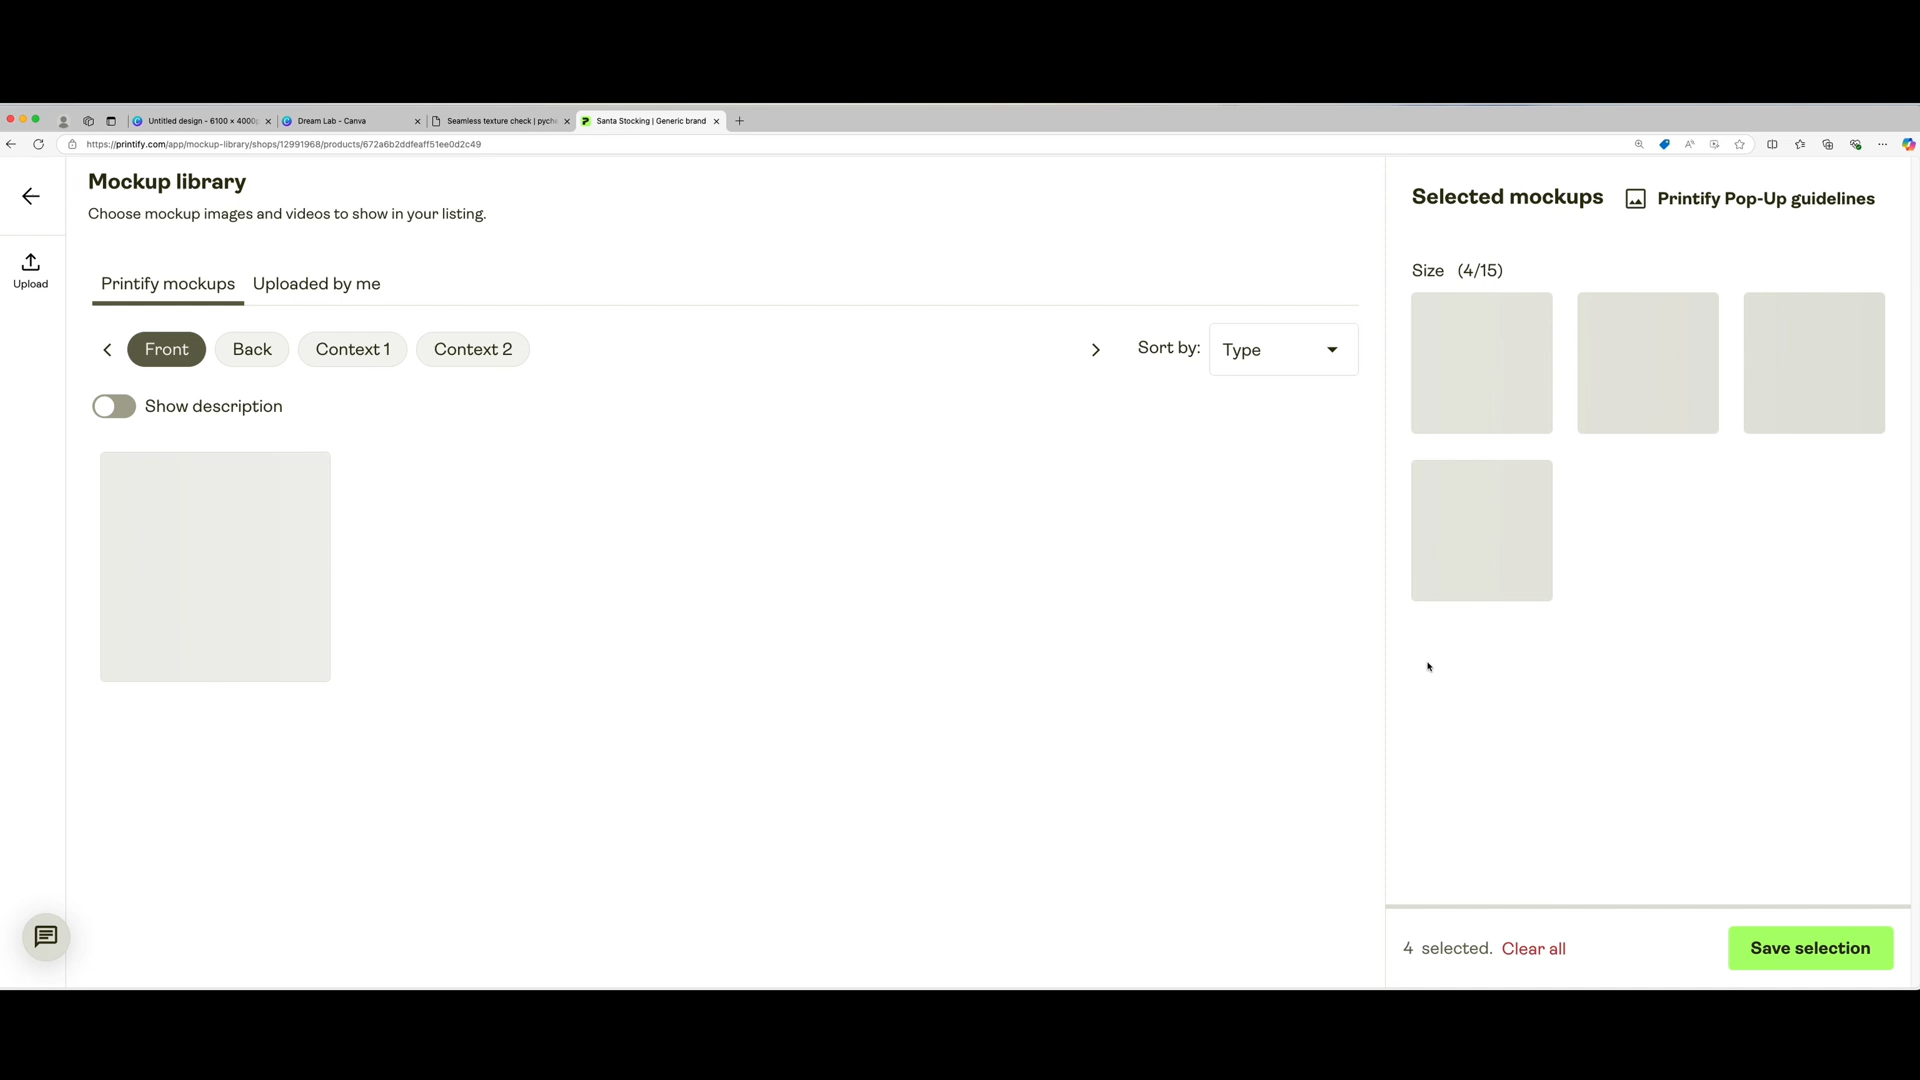 Untitled design - 6100 × 4000p
Dream Lab - Canva
Seamless texture check | pyche
Santa Stocking | Generic brand
https://printify.com/app/mockup-library/shops/12991968/products/672a6b2ddfeaff51ee0d2c49
Mockup library
Choose mockup images and videos to show in your listing.
Upload
Printify mockups
Uploaded by me
Front
Back
Context 1
Context 2
Sort by:
Type
Show description
Selected mockups
Printify Pop-Up guidelines
Size (4/15)
4 selected.
Clear all
Save selection